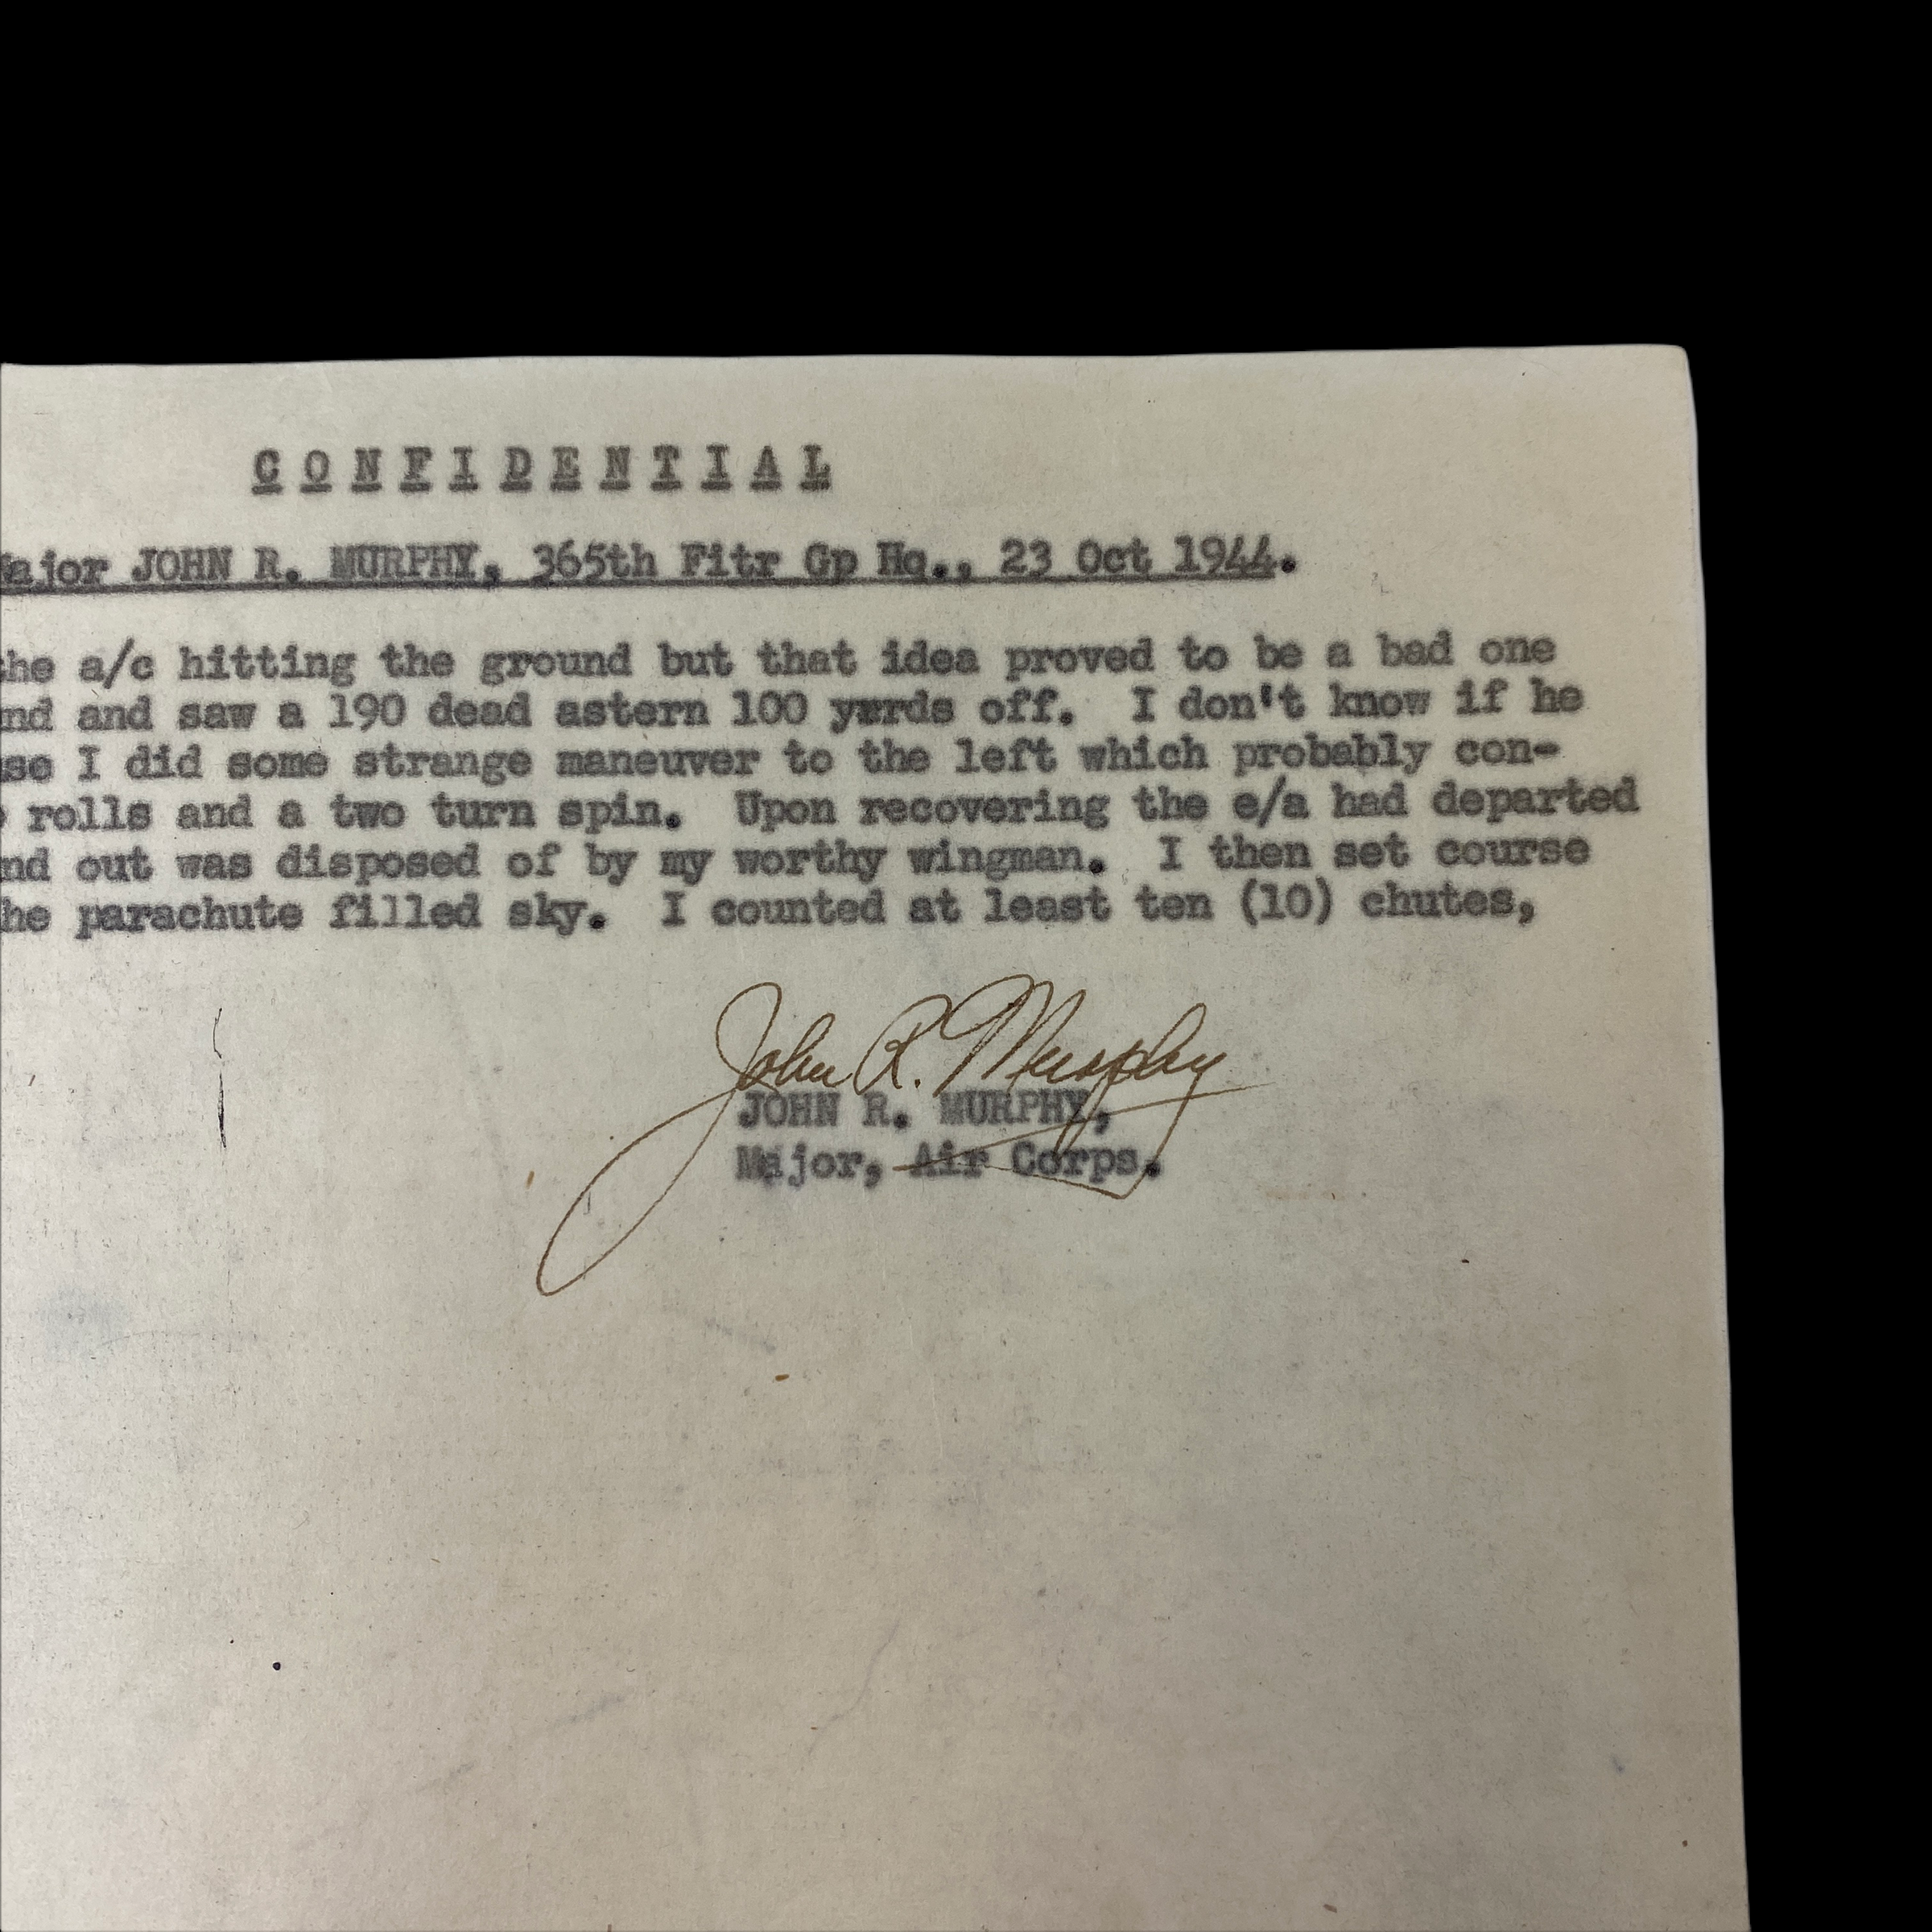 C O N F I D E N T I A L
Major JOHN R. MURPHY, 365th Fitr Gp Hq., 23 Oct 1944.
the a/c hitting the ground but that idea proved to be a bad one
nd and saw a 190 dead astern 100 yards off. I don't know if he
se I did some strange maneuver to the left which probably con-
rolls and a two turn spin. Upon recovering the e/a had departed
nd out was disposed of by my worthy wingman. I then set course
he parachute filled sky. I counted at least ten (10) chutes,
John R. Murphy
JOHN R. MURPHY,
Major, Air Corps.